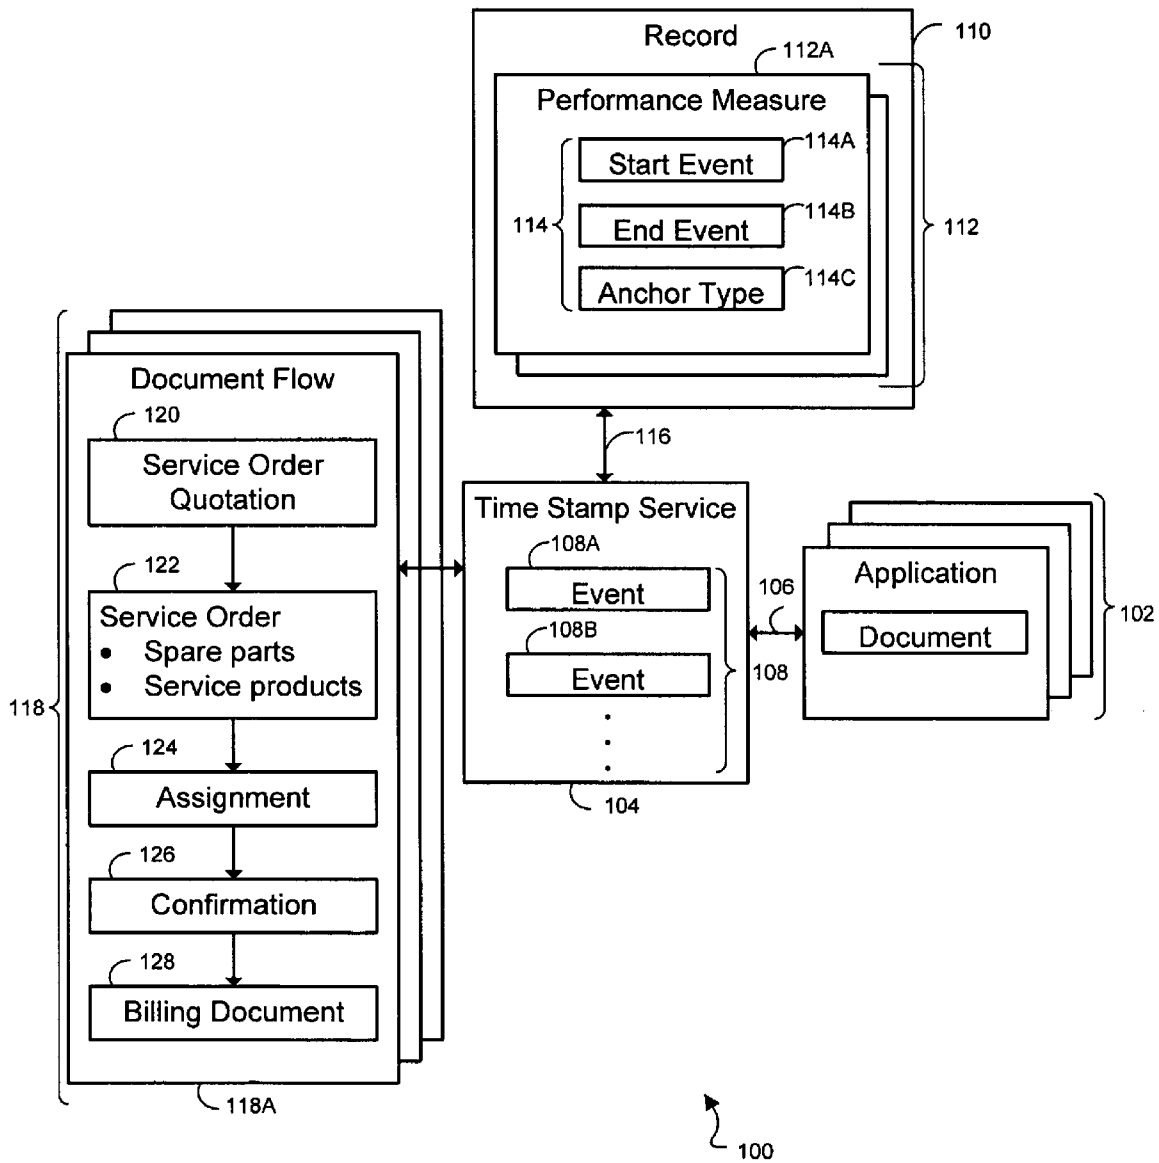 Record
110
112A
Performance Measure
114A
Start Event
114
114B
End Event
112
114C
Anchor Type
116
Document Flow
120
Service Order
Quotation
122
Service Order
• Spare parts
• Service products
118
124
Assignment
126
Confirmation
128
Billing Document
118A
Time Stamp Service
108A
Event
108B
Event
108
104
106
Application
Document
102
100